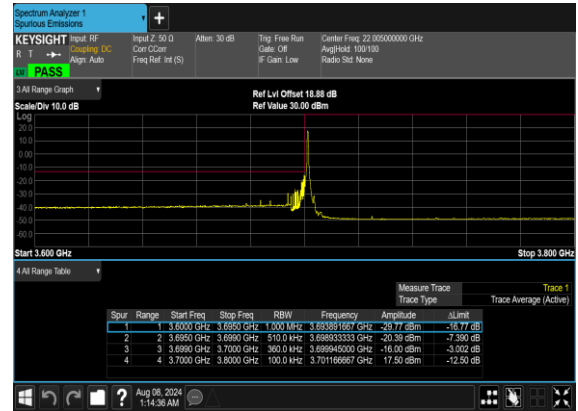 Spectrum Analyzer 1
Spurious Emissions
+
KEYSIGHT Input: RF Input Z: 50 Ω Atten: 30 dB Trig: Free Run Center Freq: 22.005000000 GHz
R T Coupling: DC Corr CCorr Gate: Off Avg|Hold: 100/100
Align: Auto Freq Ref: Int (S) IF Gain: Low Radio Std: None
LXI PASS
3 All Range Graph
Ref Lvl Offset 18.88 dB
Scale/Div 10.0 dB Ref Value 30.00 dBm
Log
20.0
10.0
0.00
-10.0
-20.0
-30.0
-40.0
-50.0
-60.0
Start 3.600 GHz Stop 3.800 GHz
4 All Range Table
Measure Trace Trace 1
Trace Type Trace Average (Active)
Spur Range Start Freq Stop Freq RBW Frequency Amplitude ΔLimit
1 1 3.6000 GHz 3.6950 GHz 1.000 MHz 3.693891667 GHz -29.77 dBm -16.77 dB
2 2 3.6950 GHz 3.6990 GHz 510.0 kHz 3.698933333 GHz -20.39 dBm -7.390 dB
3 3 3.6990 GHz 3.7000 GHz 360.0 kHz 3.699945000 GHz -16.00 dBm -3.002 dB
4 4 3.7000 GHz 3.8000 GHz 100.0 kHz 3.701166667 GHz 17.50 dBm -12.50 dB
? Aug 08, 2024
1:14:36 AM